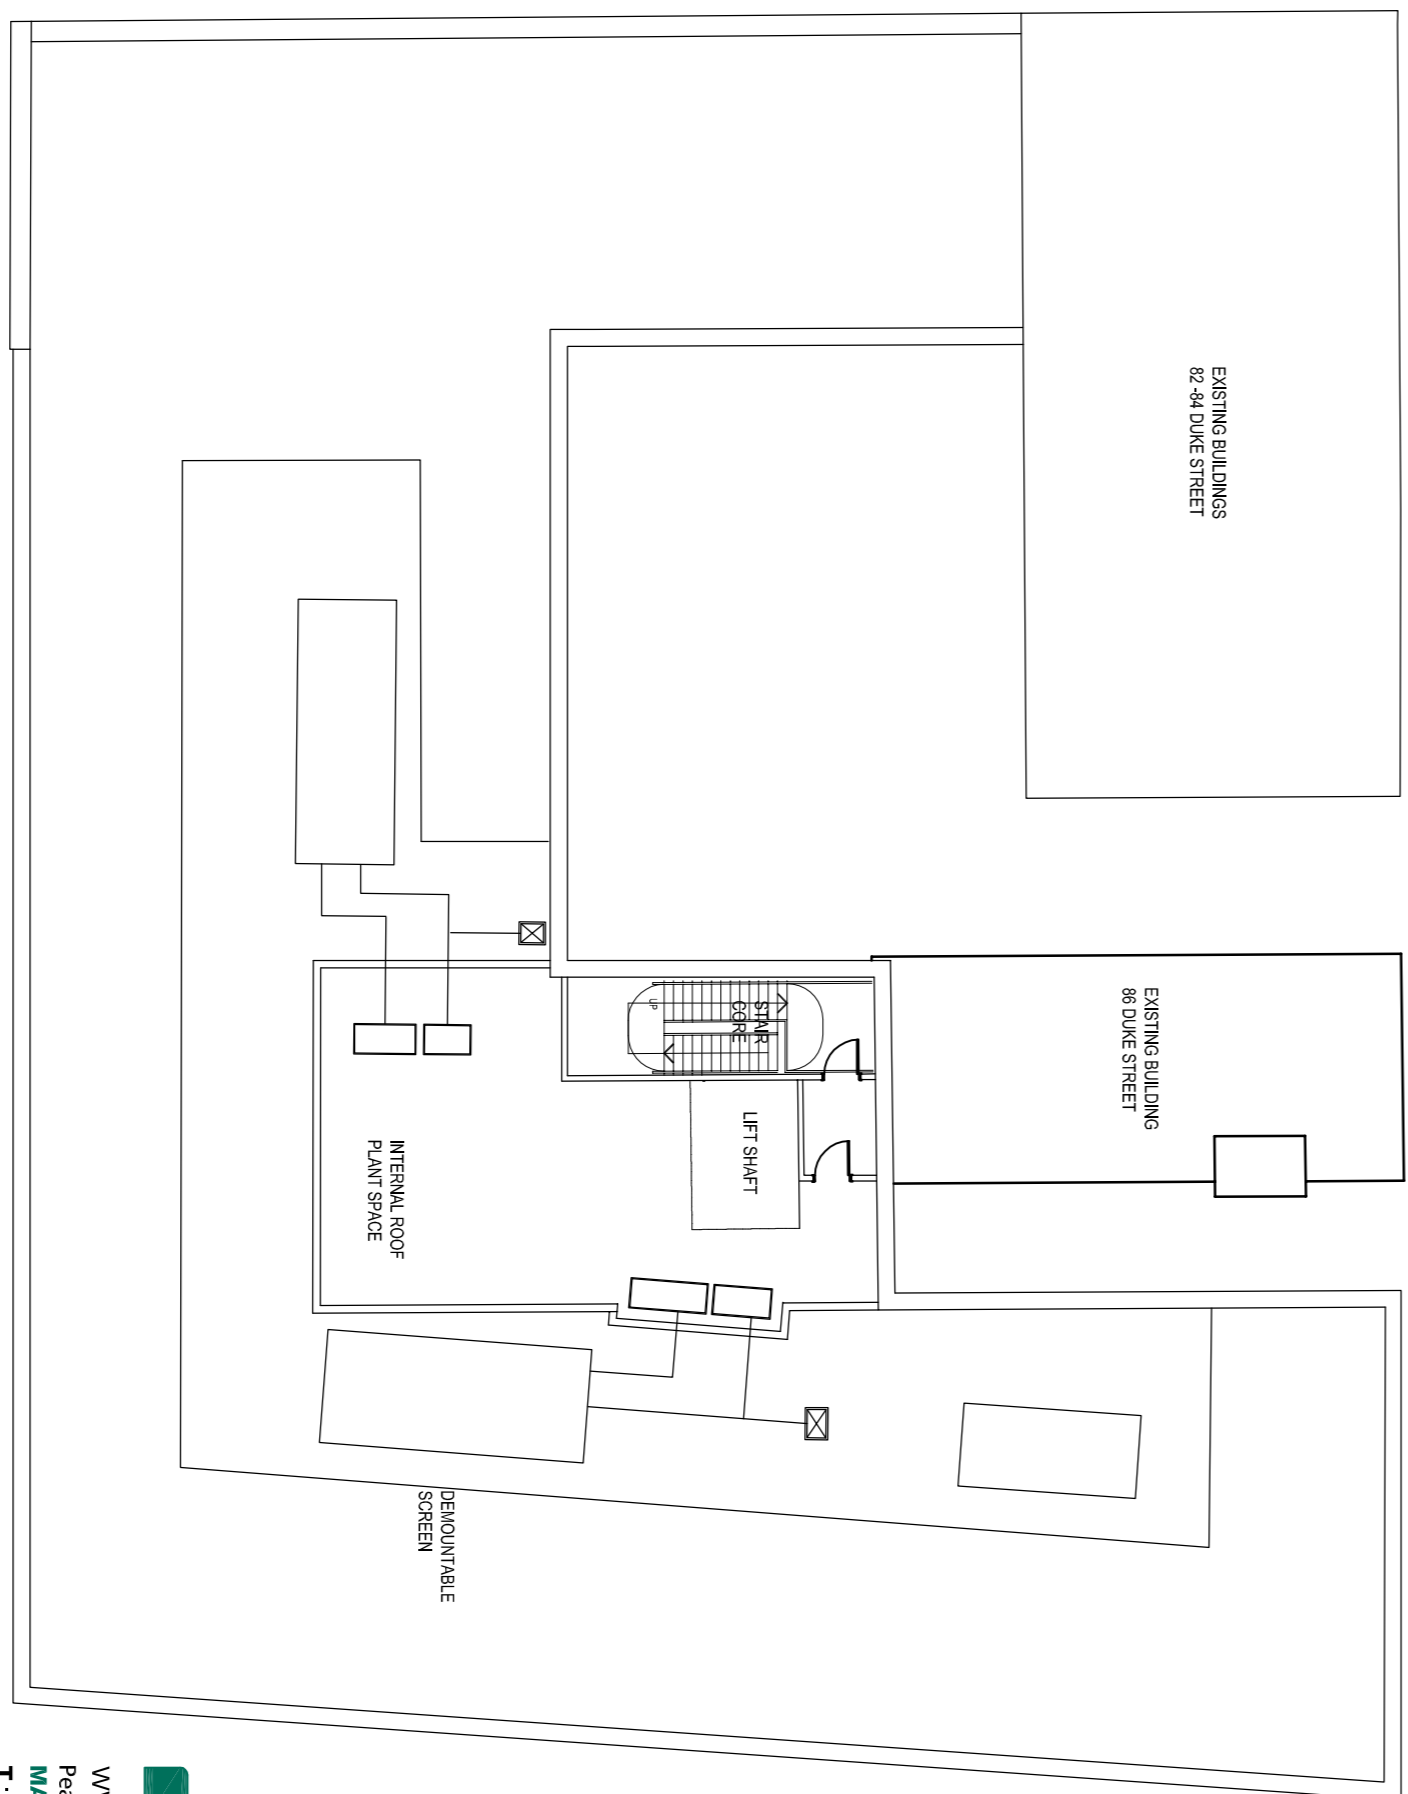 EXISTING BUILDINGS
82 -84 DUKE STREET
EXISTING BUILDING
86 DUKE STREET
STAIR
CORE
UP
LIFT SHAFT
INTERNAL ROOF
PLANT SPACE
DEMOUNTABLE
SCREEN